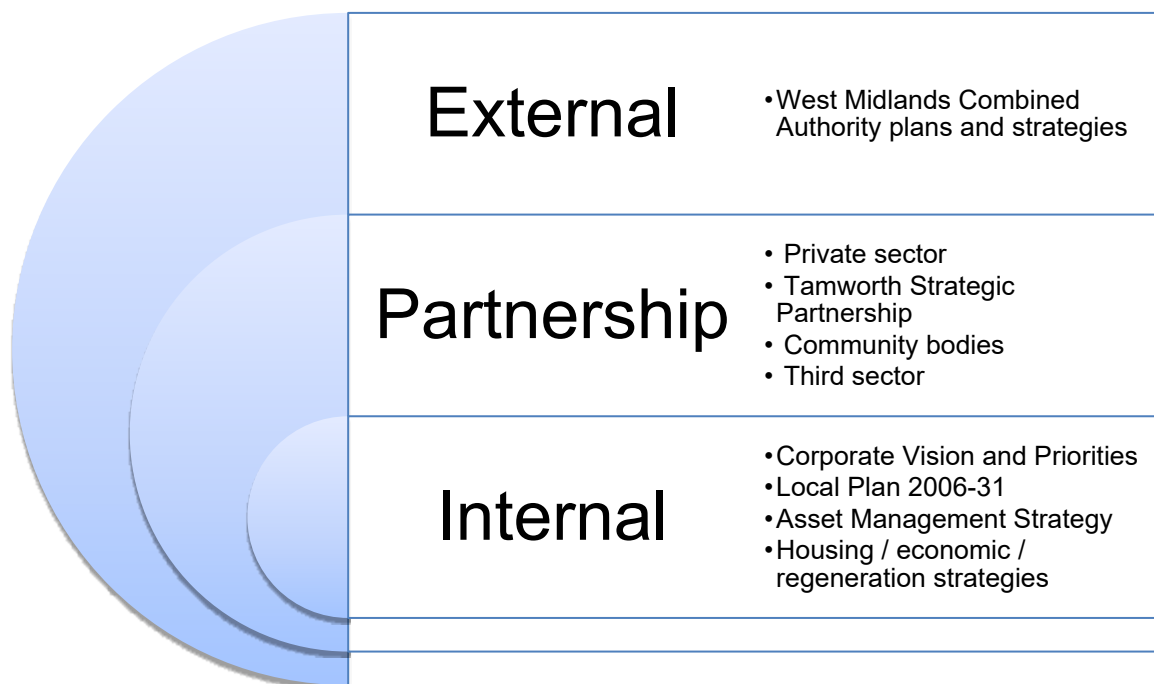 External
•West Midlands Combined
Authority plans and strategies
Partnership
• Private sector
• Tamworth Strategic
Partnership
• Community bodies
• Third sector
Internal
•Corporate Vision and Priorities
•Local Plan 2006-31
•Asset Management Strategy
•Housing / economic /
regeneration strategies